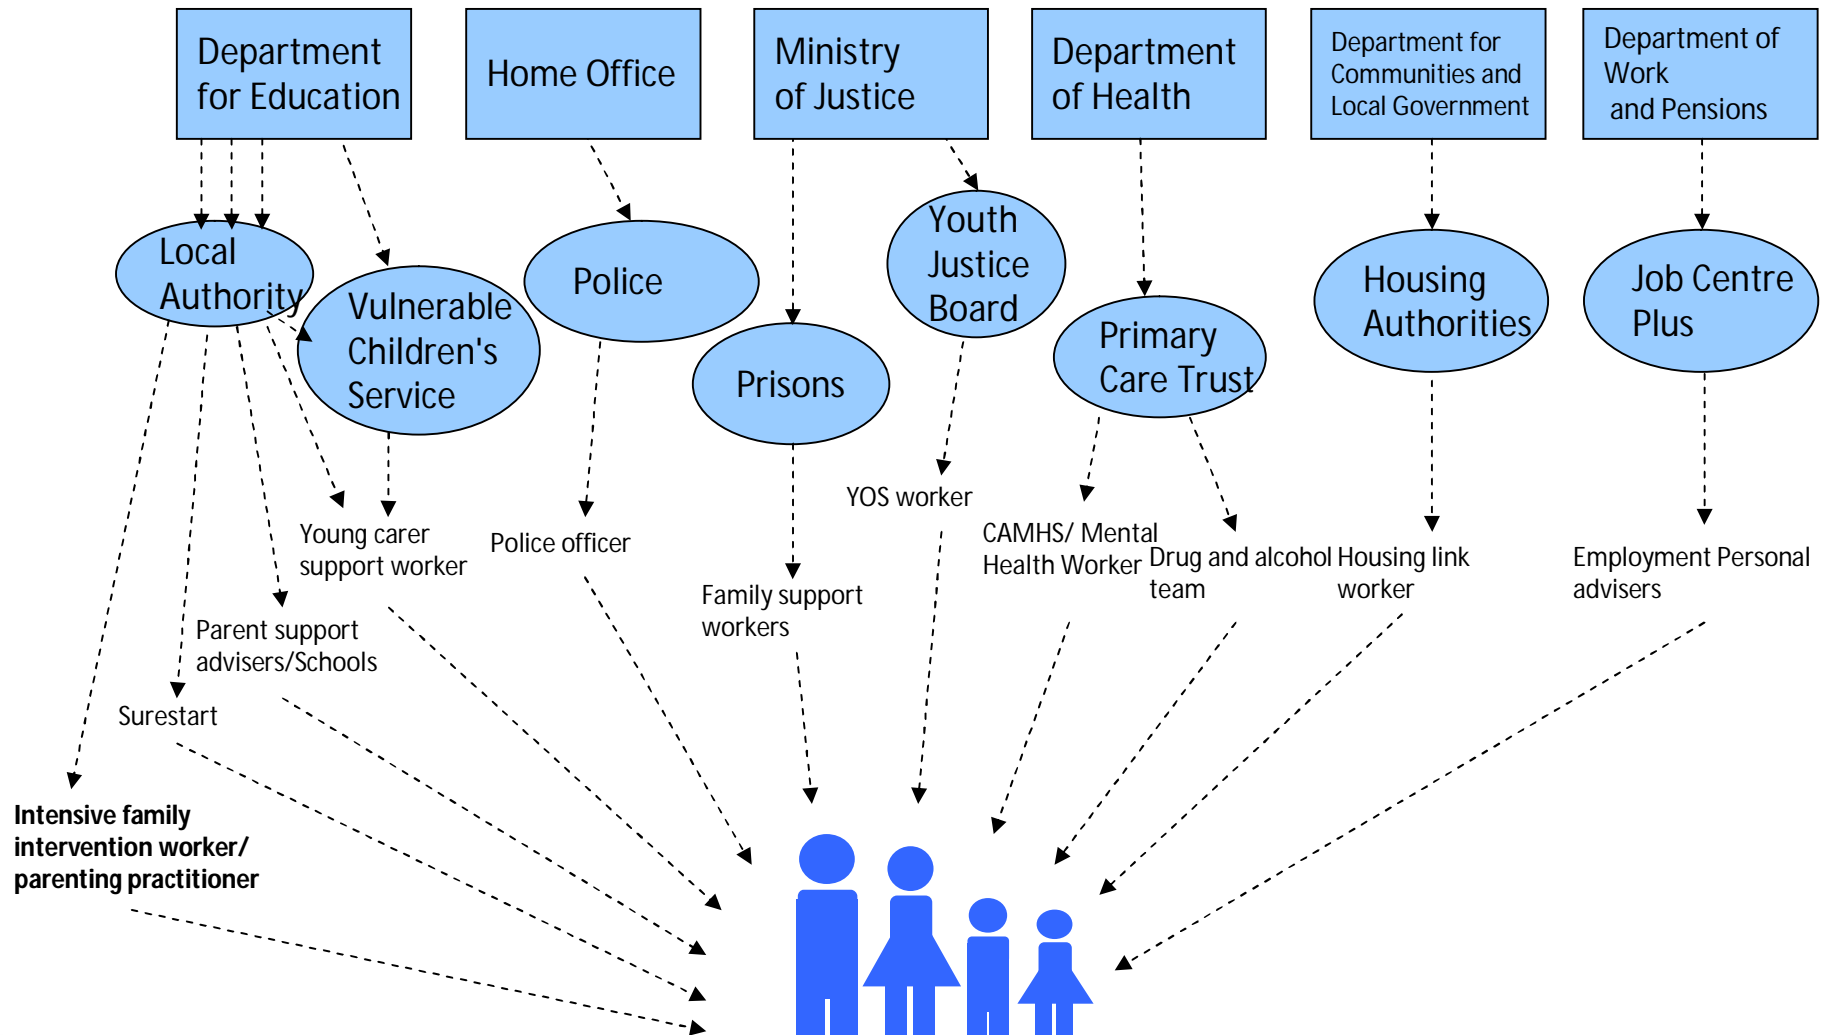 Department
for Education
Home Office
Ministry
of Justice
Department
of Health
Department for
Communities and
Local Government
Department of
Work
and Pensions
Local
Authority
Vulnerable
Children's
Service
Police
Prisons
Youth
Justice
Board
Primary
Care Trust
Housing
Authorities
Job Centre
Plus
Young carer
support worker
Police officer
Family support
workers
YOS worker
CAMHS/ Mental
Health Worker
Drug and alcohol
team
Housing link
worker
Employment Personal
advisers
Parent support
advisers/Schools
Surestart
Intensive family
intervention worker/
parenting practitioner